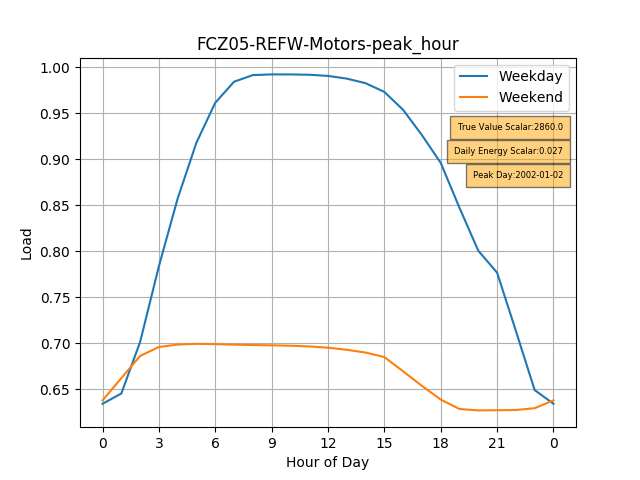 FCZ05-REFW-Motors-peak_hour
1.00
0.95
0.90
0.85
0.80
0.75
0.70
0.65
Load
Weekday
Weekend
True Value Scalar:2860.0
Daily Energy Scalar:0.027
Peak Day:2002-01-02
0 3 6 9 12 15 18 21 0
Hour of Day